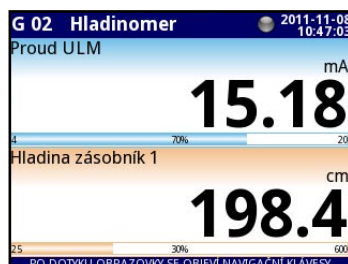 G 02 Hladinomer 2011-11-08
10:47:03
Proud ULM
mA
15.18
4 70% 20
Hladina zásobník 1
cm
198.4
25 30% 600
PO DOTYKU OBRAZOVKY SE OBJEVÍ NAVIGAČNÍ KLÁVESY